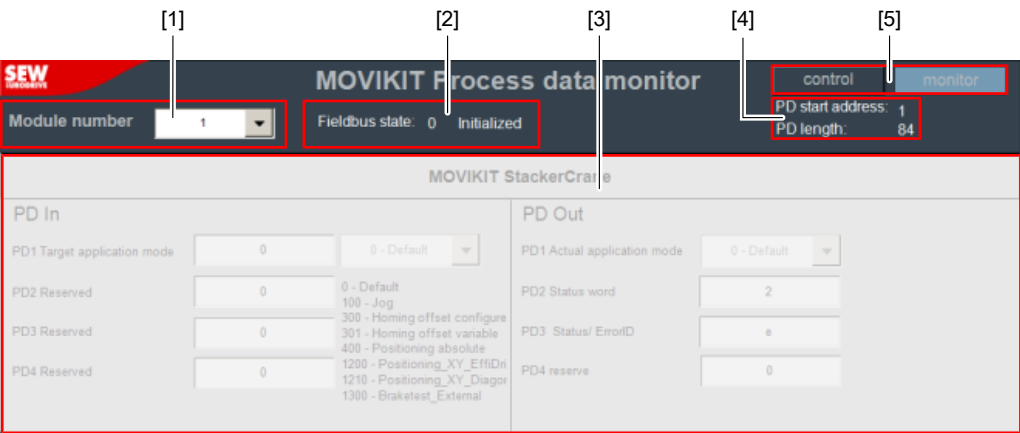 [1] [2] [3] [4] [5]
SEW
EURODRIVE
MOVIKIT Process data monitor
control monitor
Module number 1
Fieldbus state: 0 Initialized
PD start address: 1
PD length: 84
MOVIKIT StackerCrane
PD In
PD1 Target application mode 0 0 - Default
PD2 Reserved 0
PD3 Reserved 0
PD4 Reserved 0
0 - Default
100 - Jog
300 - Homing offset configure
301 - Homing offset variable
400 - Positioning absolute
1200 - Positioning_XY_EffiDri
1210 - Positioning_XY_Diagor
1300 - Braketest_External
PD Out
PD1 Actual application mode 0 - Default
PD2 Status word 2
PD3 Status/ ErrorID e
PD4 reserve 0